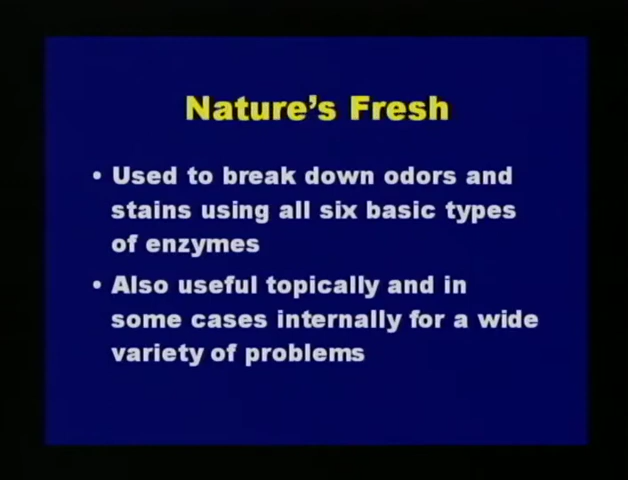 Nature's Fresh
• Used to break down odors and
stains using all six basic types
of enzymes
• Also useful topically and in
some cases internally for a wide
variety of problems